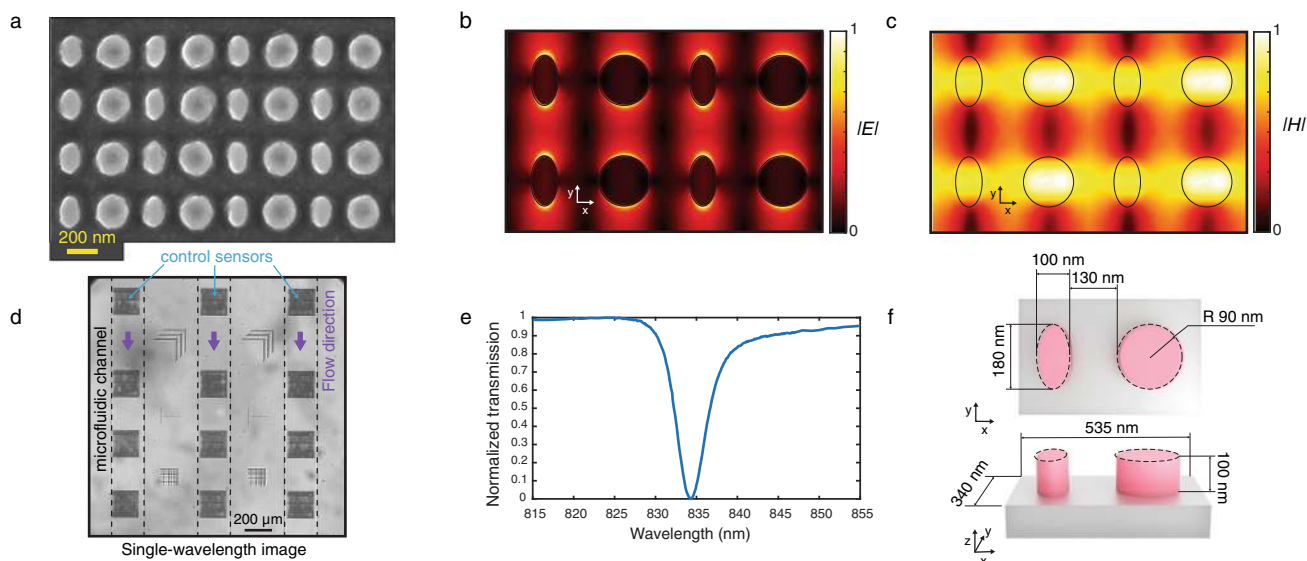 a
200 nm
b
y
x
1
|E|
0
c
y
x
1
|H|
0
d
control sensors
microfluidic channel
Flow direction
200 µm
Single-wavelength image
e
Normalized transmission
1
0.9
0.8
0.7
0.6
0.5
0.4
0.3
0.2
0.1
0
815 820 825 830 835 840 845 850 855
Wavelength (nm)
f
100 nm
130 nm
R 90 nm
180 nm
y
x
535 nm
340 nm
100 nm
z
y
x